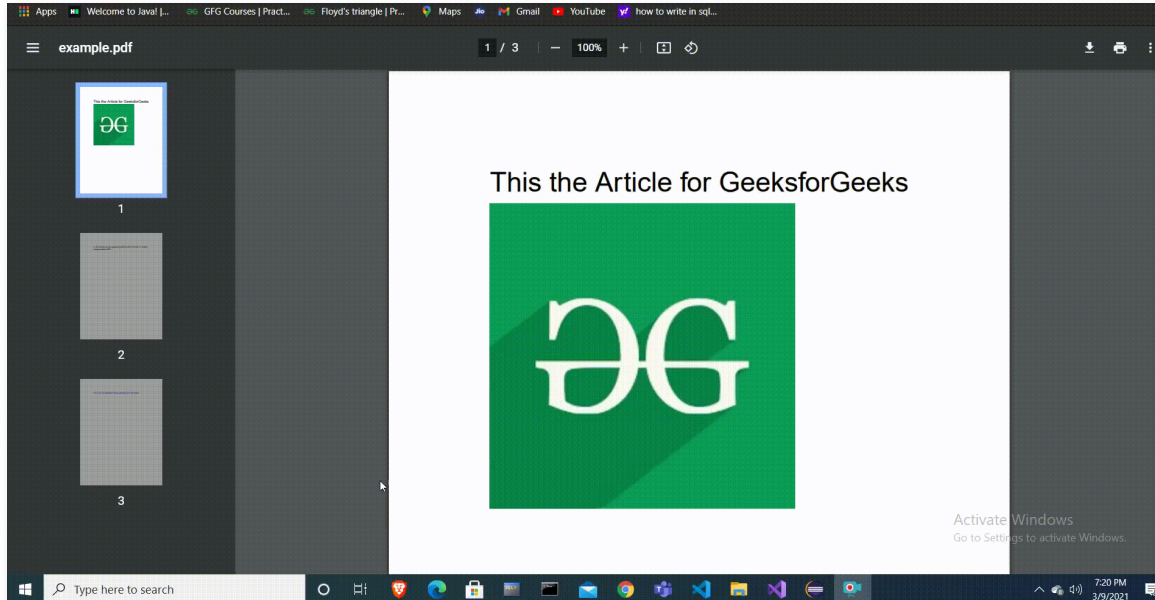 Apps Welcome to Java! |... GFG Courses | Pract... Floyd's triangle | Pr... Maps Jio Gmail YouTube y! how to write in sql...
example.pdf 1 / 3 — 100% +
This the Article for GeeksforGeeks
1
2
3
This the Article for GeeksforGeeks
Activate Windows
Go to Settings to activate Windows.
Type here to search
7:20 PM
3/9/2021